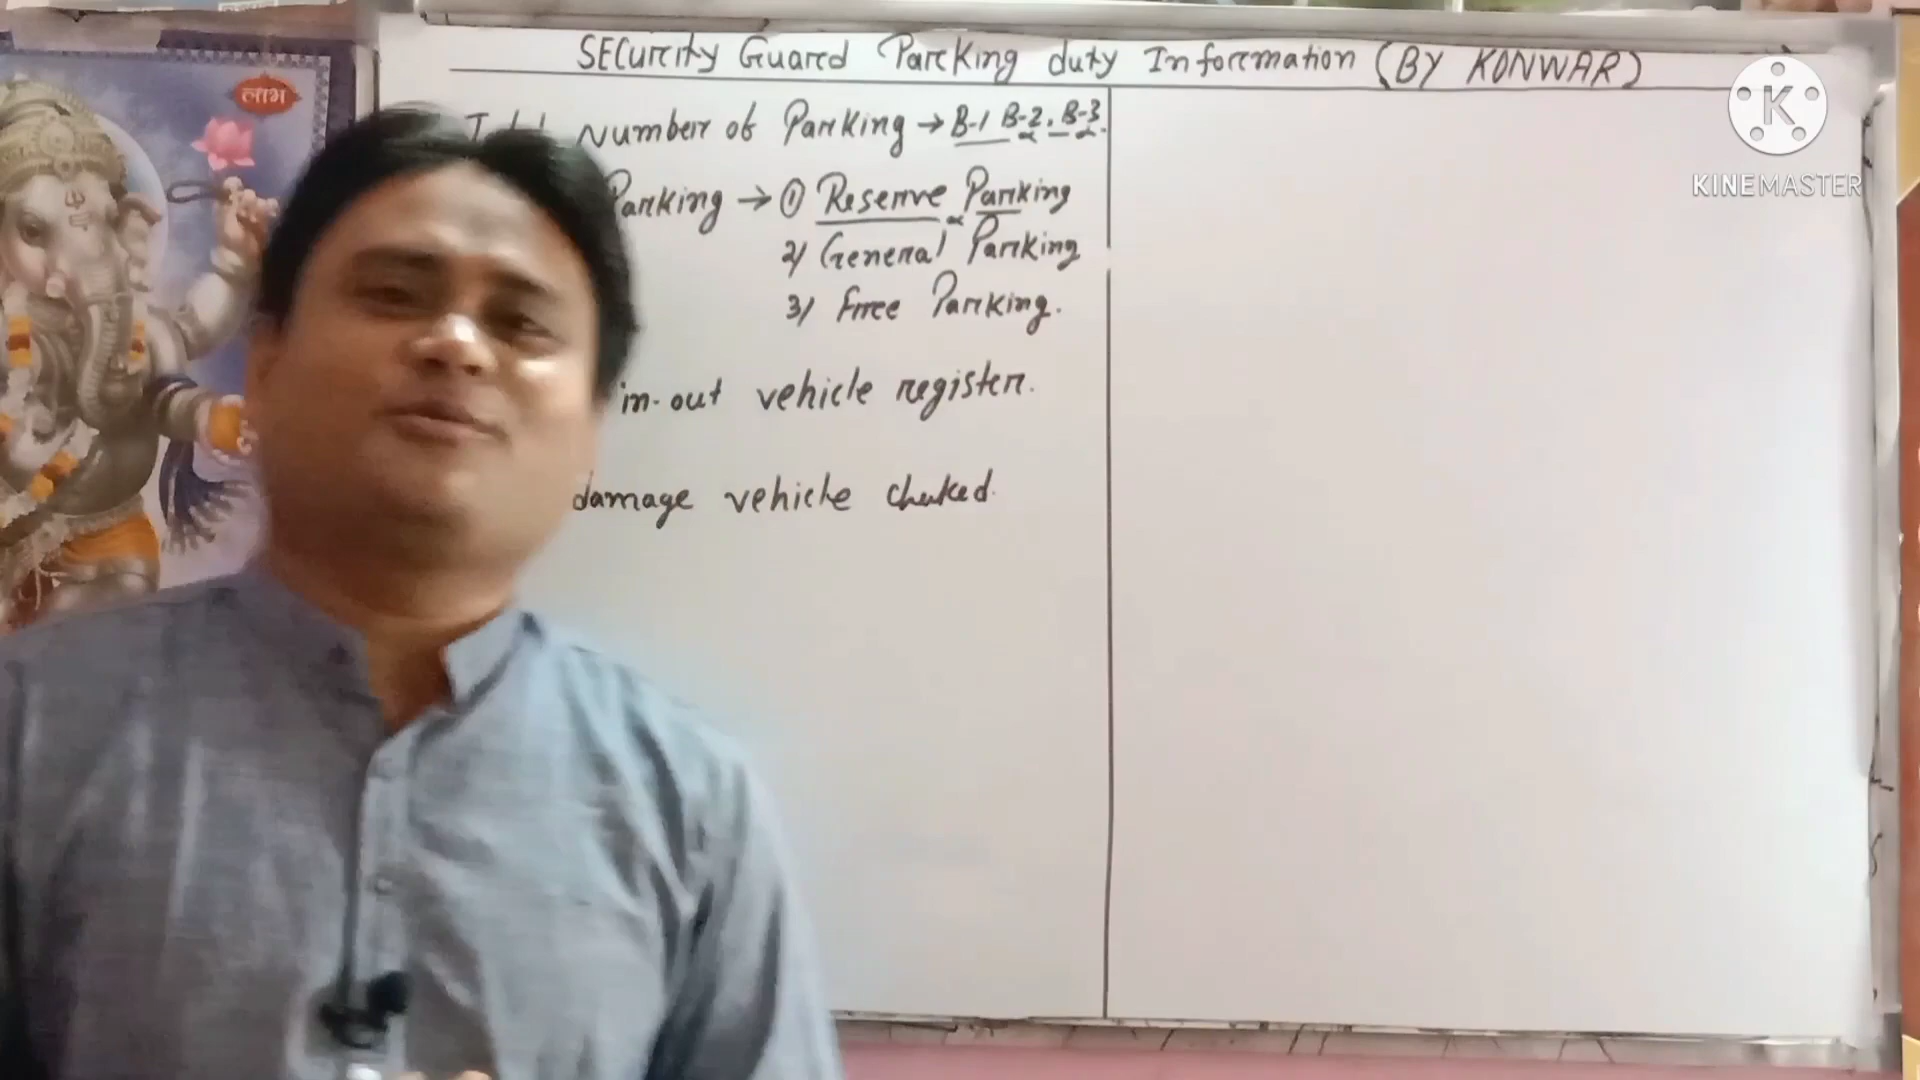 SECurity Guard Parking duty Information (BY KONWAR)
लाभ
K
KINEMASTER
Number of Parking → B-1 B-2. B-3.
Parking → ① Reserve Parking
2) General Parking
3) Free Parking.
in-out vehicle register.
damage vehicle cheked.